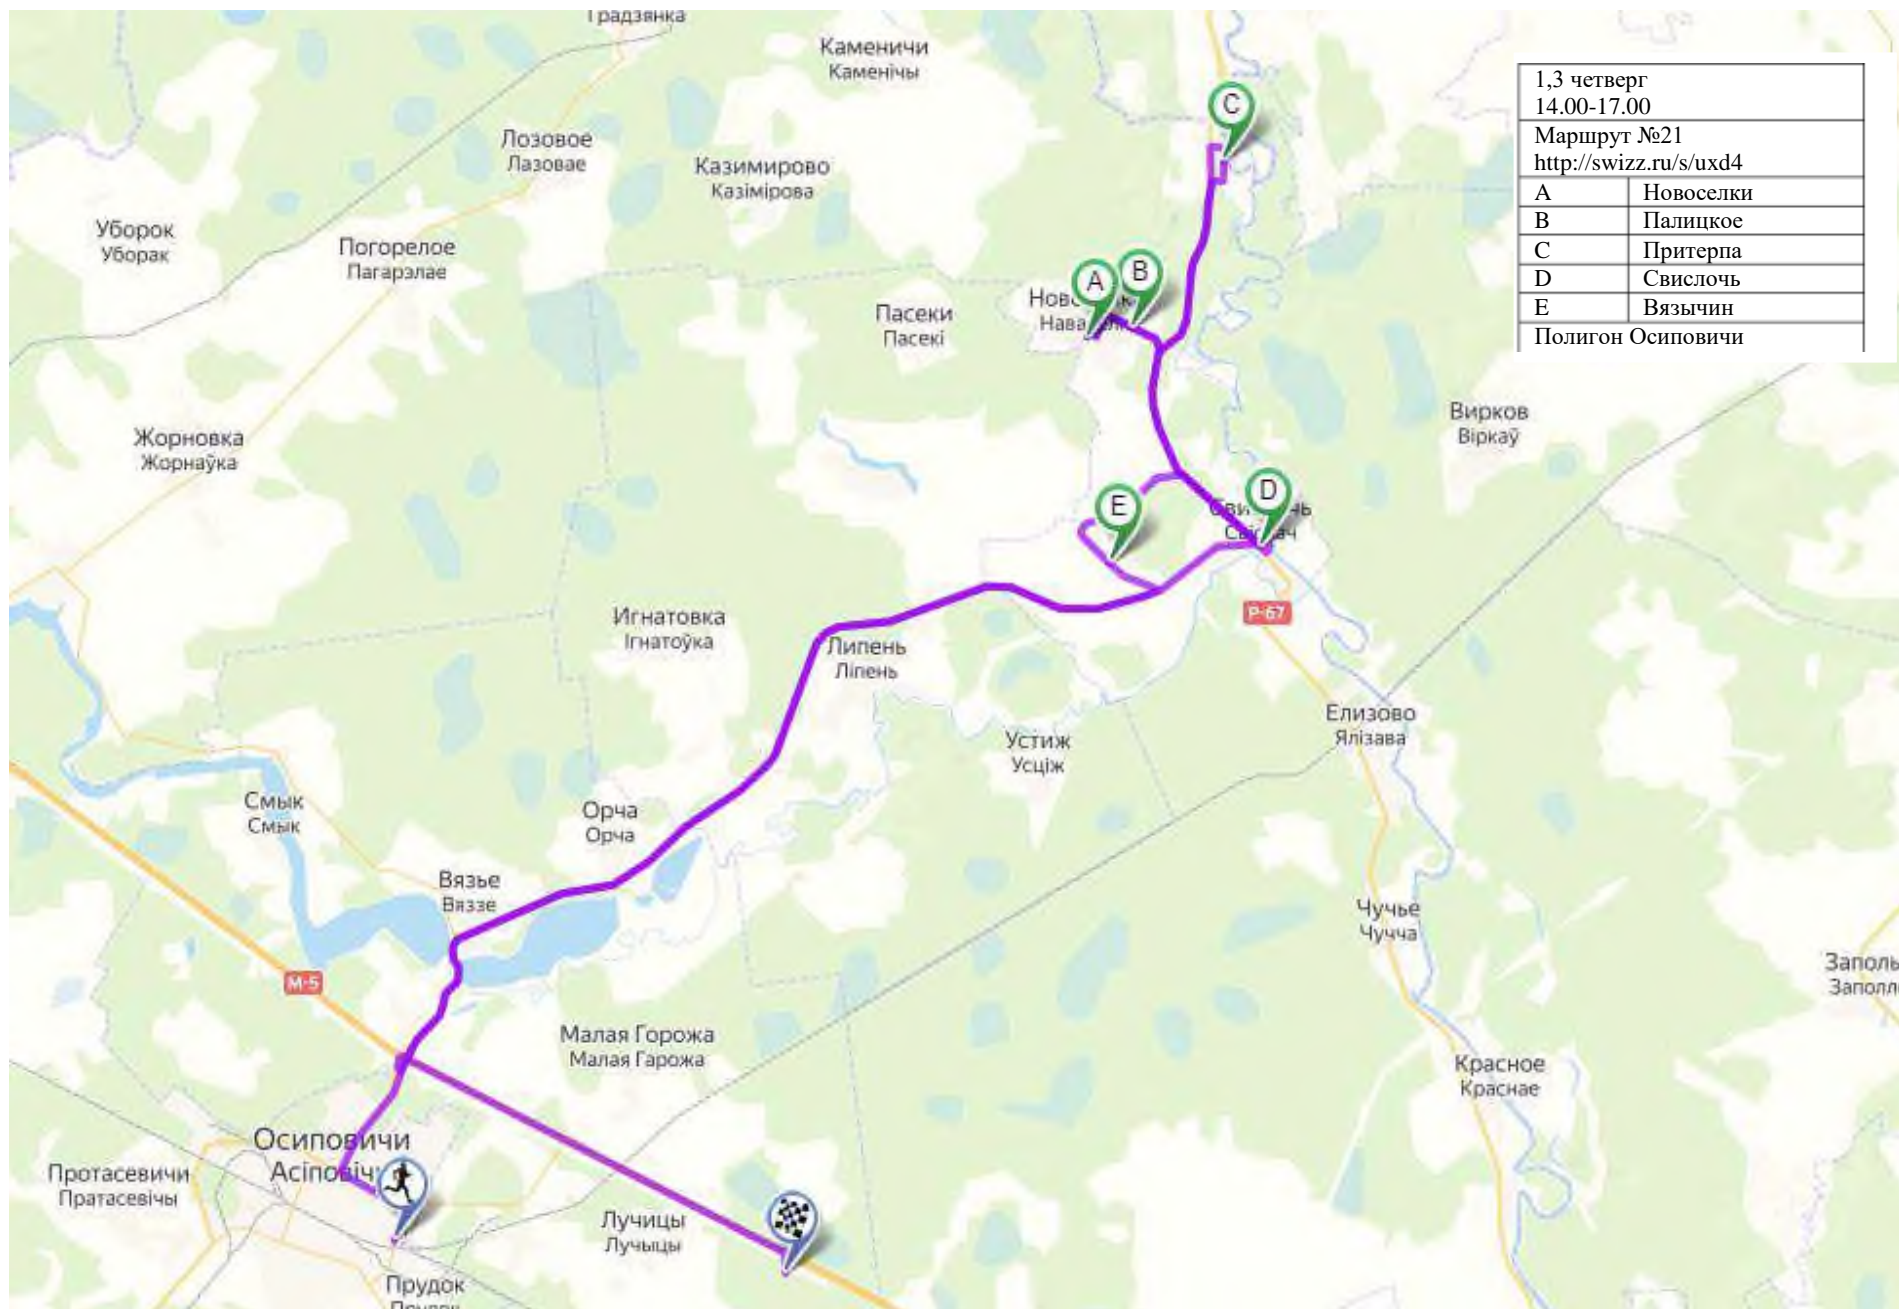 Градзянка
Каменичи
Каменічы
1,3 четверг
14.00-17.00
Маршрут №21
http://swizz.ru/s/uxd4
A Новоселки
B Палицкое
C Притерпа
D Свислочь
E Вязычин
Полигон Осиповичи
C
Лозовое
Лазовае
Казимирово
Казімірова
Уборок
Уборак
Погорелое
Пагарэлае
A
B
Пасеки
Пасекі
Вирков
Віркаў
Жорновка
Жорнаўка
D
E
Игнатовка
Ігнатоўка
P-67
Липень
Ліпень
Елизово
Ялізава
Устиж
Усціж
Смык
Смык
Орча
Орча
Вязье
Вяззе
Чучье
Чучча
M-5
Малая Горожа
Малая Гарожа
Красное
Краснае
Осиповичи
Протасевичи
Пратасевічы
Лучицы
Лучыцы
Прудок